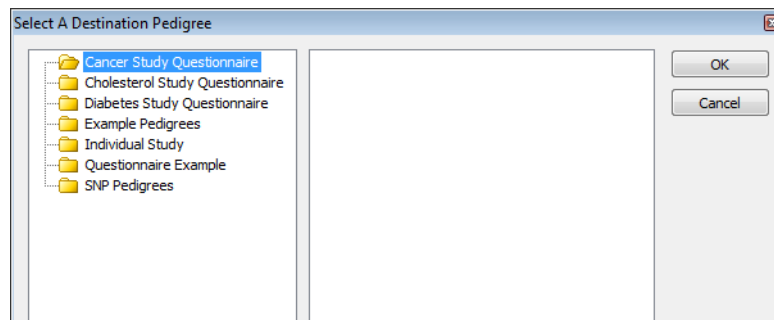 Select A Destination Pedigree
Cancer Study Questionnaire
Cholesterol Study Questionnaire
Diabetes Study Questionnaire
Example Pedigrees
Individual Study
Questionnaire Example
SNP Pedigrees
OK
Cancel